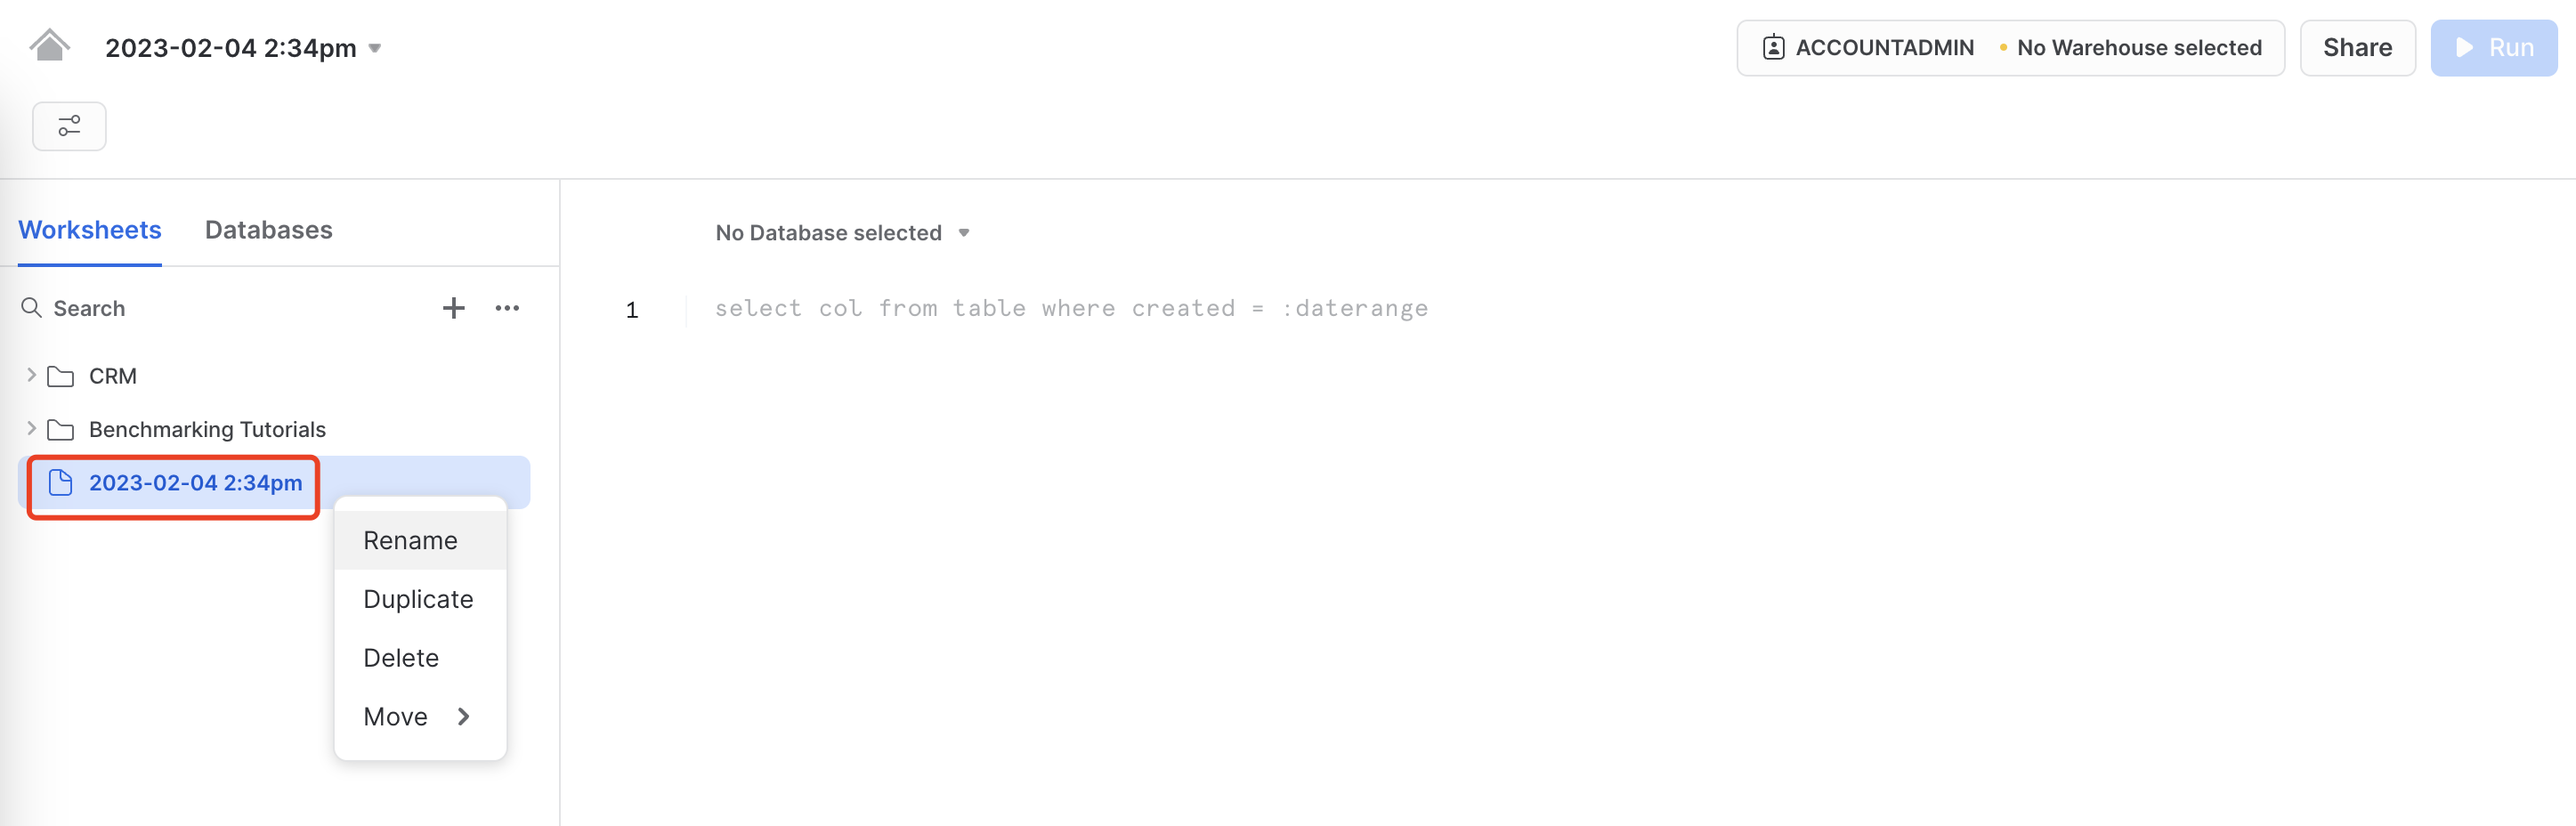 2023-02-04 2:34pm
ACCOUNTADMIN No Warehouse selected
Share
Run
Worksheets
Databases
No Database selected
Search
1 select col from table where created = :daterange
CRM
Benchmarking Tutorials
2023-02-04 2:34pm
Rename
Duplicate
Delete
Move